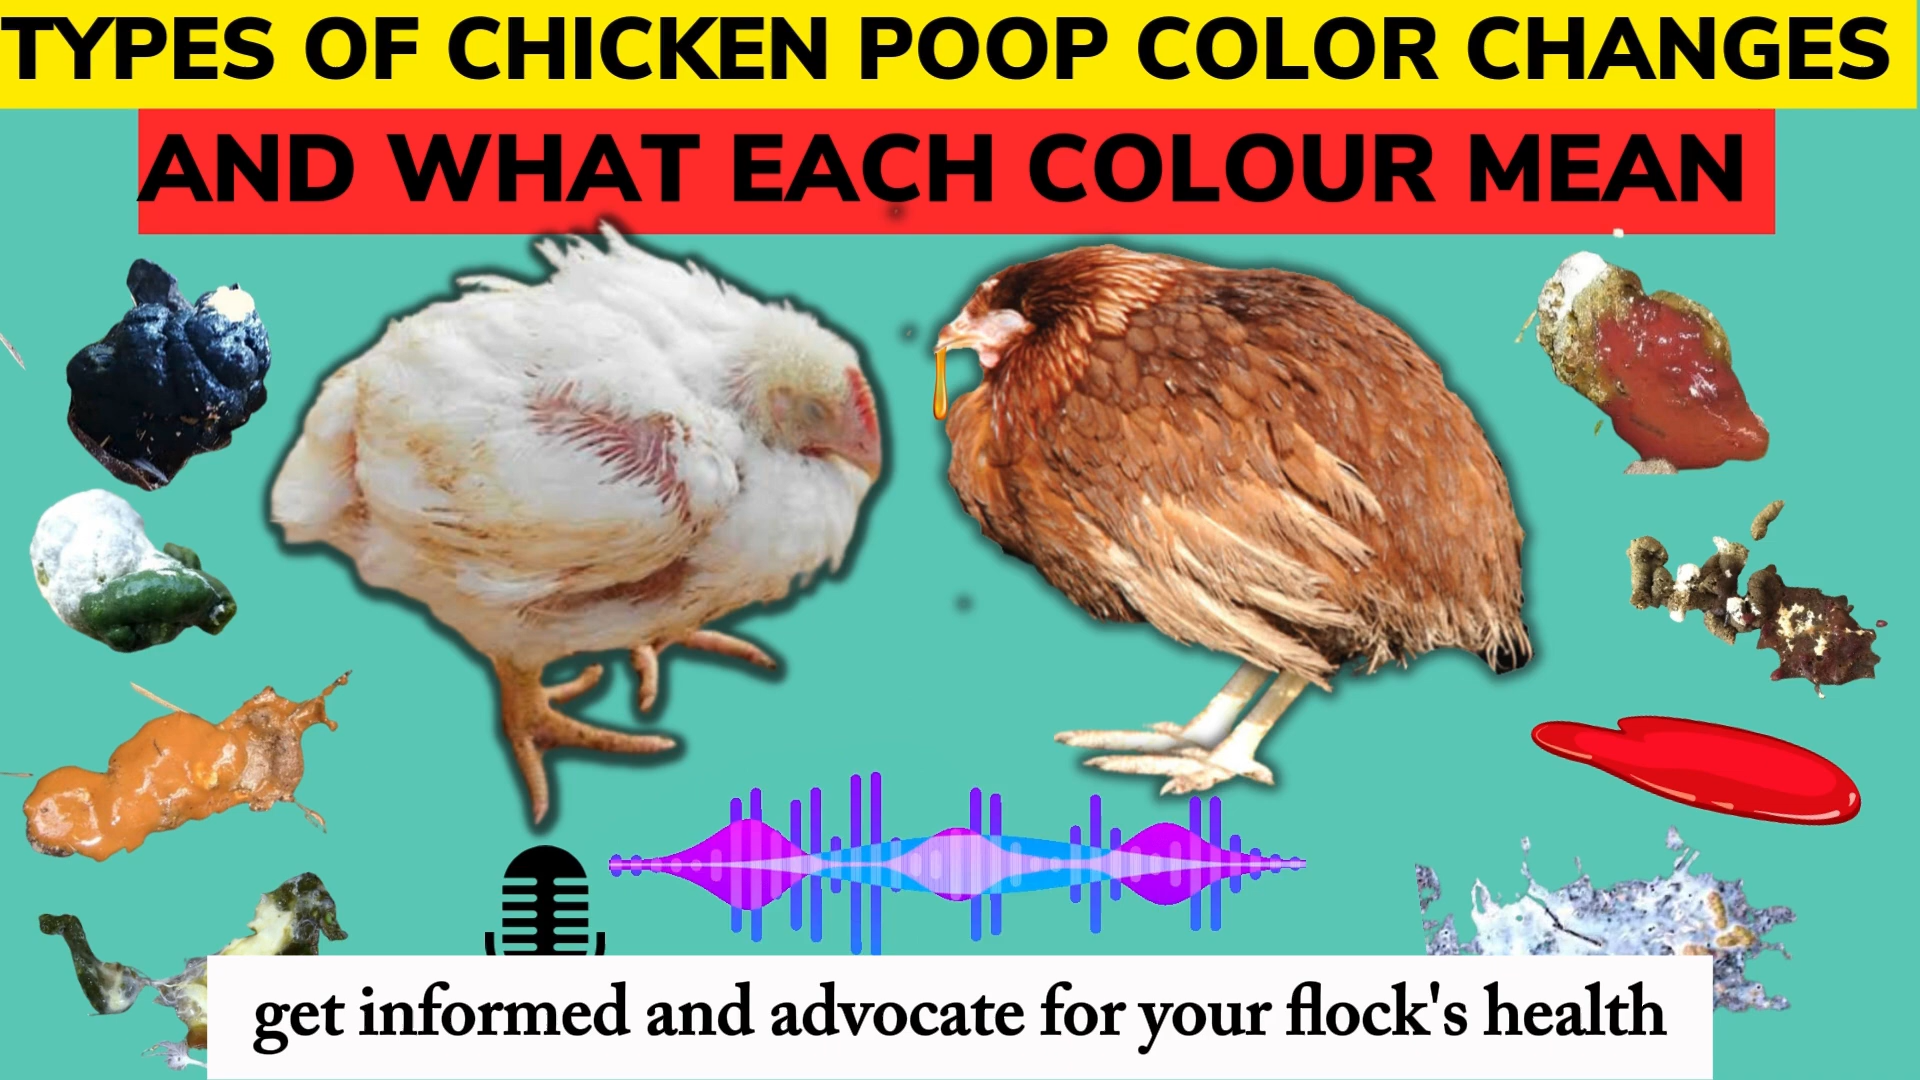 TYPES OF CHICKEN POOP COLOR CHANGES
AND WHAT EACH COLOUR MEAN
get informed and advocate for your flock's health